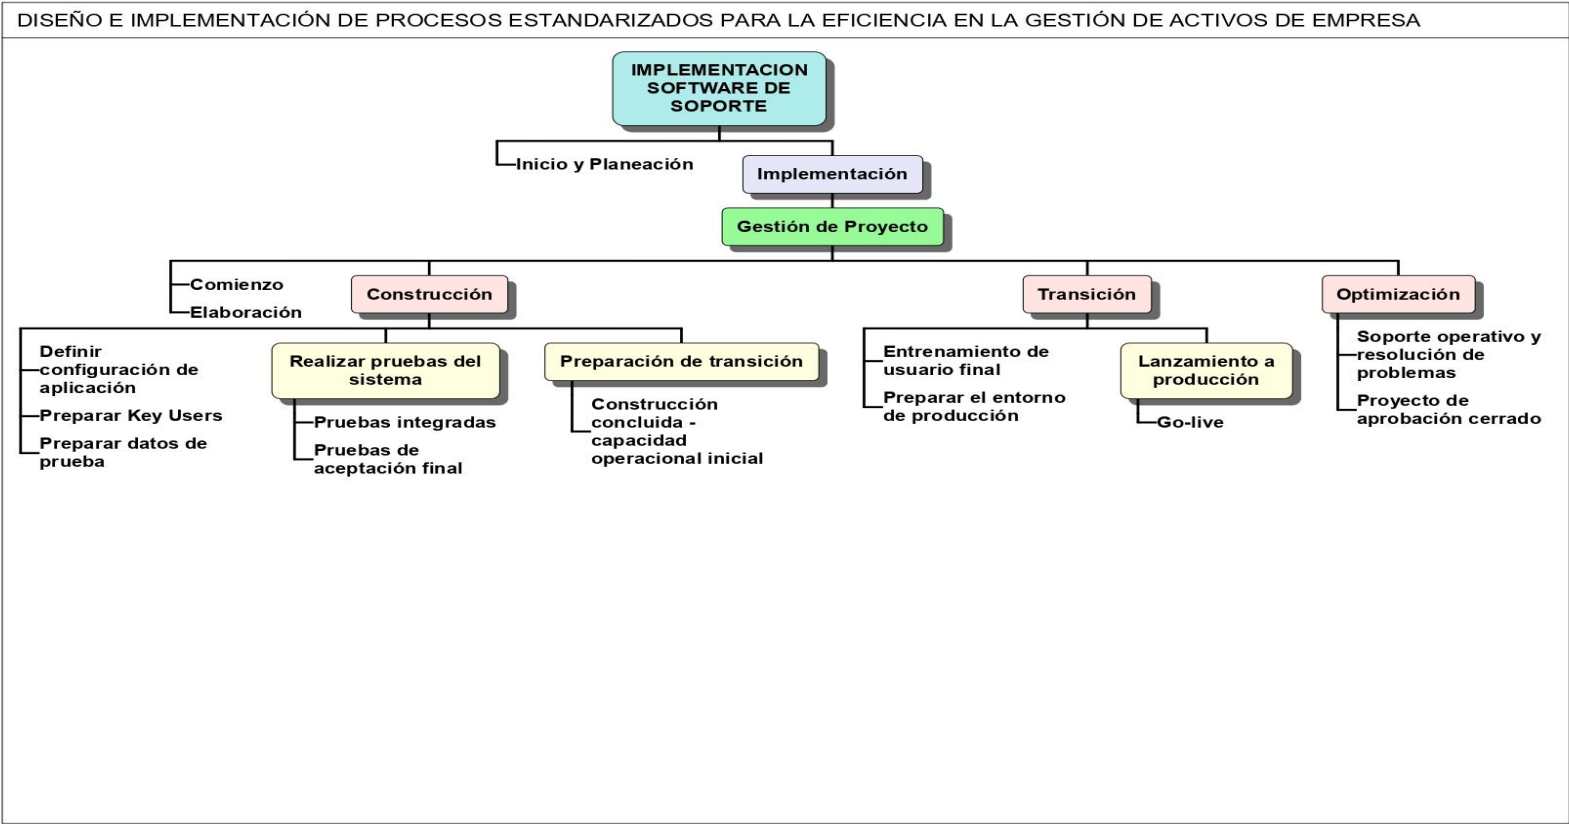 DISEÑO E IMPLEMENTACIÓN DE PROCESOS ESTANDARIZADOS PARA LA EFICIENCIA EN LA GESTIÓN DE ACTIVOS DE EMPRESA
IMPLEMENTACION
SOFTWARE DE
SOPORTE
Inicio y Planeación
Implementación
Gestión de Proyecto
Comienzo
Elaboración
Construcción
Definir
configuración de
aplicación
Preparar Key Users
Preparar datos de
prueba
Realizar pruebas del
sistema
Pruebas integradas
Pruebas de
aceptación final
Preparación de transición
Construcción
concluida -
capacidad
operacional inicial
Transición
Entrenamiento de
usuario final
Preparar el entorno
de producción
Lanzamiento a
producción
Go-live
Optimización
Soporte operativo y
resolución de
problemas
Proyecto de
aprobación cerrado